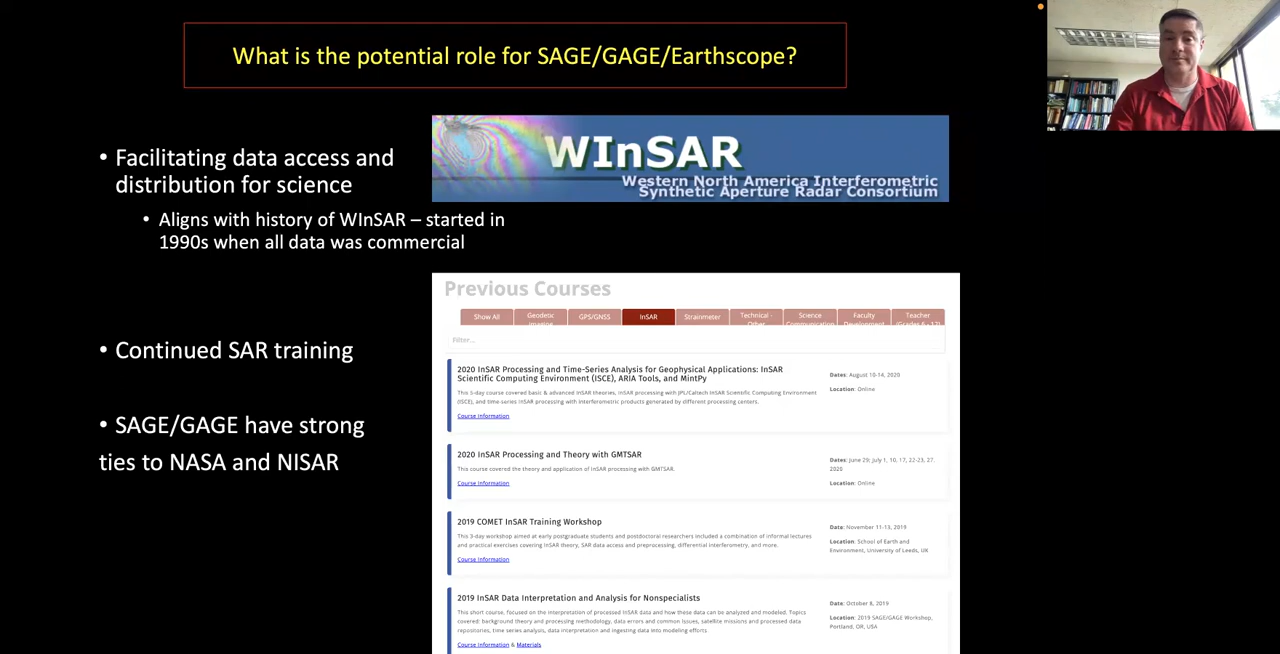 What is the potential role for SAGE/GAGE/Earthscope?
• Facilitating data access and
distribution for science
• Aligns with history of WInSAR – started in
1990s when all data was commercial
• Continued SAR training
• SAGE/GAGE have strong
ties to NASA and NISAR
WInSAR
Western North America Interferometric
Synthetic Aperture Radar Consortium
Previous Courses
Show All
Geodetic
Imaging
GPS/GNSS
InSAR
Strainmeter
Technical -
Other
Science
Communication
Faculty
Development
Teacher
(Grades 6 - 12)
Filter...
2020 InSAR Processing and Time-Series Analysis for Geophysical Applications: InSAR
Scientific Computing Environment (ISCE), ARIA Tools, and MintPy
This 5-day course covered basic & advanced InSAR theories, InSAR processing with JPL/Caltech InSAR Scientific Computing Environment
(ISCE), and time-series InSAR processing with interferometric products generated by different processing centers.
Course Information
Dates: August 10-14, 2020
Location: Online
2020 InSAR Processing and Theory with GMTSAR
This course covered the theory and application of InSAR processing with GMTSAR.
Course Information
Dates: June 29; July 1, 10, 17, 22-23, 27,
2020
Location: Online
2019 COMET InSAR Training Workshop
This 3-day workshop aimed at early postgraduate students and postdoctoral researchers included a combination of informal lectures
and practical exercises covering InSAR theory, SAR data access and preprocessing, differential interferometry, and more.
Course Information
Date: November 11-13, 2019
Location: School of Earth and
Environment, University of Leeds, UK
2019 InSAR Data Interpretation and Analysis for Nonspecialists
This short course, focused on the interpretation of processed InSAR data and how these data can be analyzed and modeled. Topics
covered: background theory and processing methodology, data errors and common issues, satellite missions and processed data
repositories, time series analysis, data interpretation and ingesting data into modeling efforts
Course Information & Materials
Date: October 8, 2019
Location: 2019 SAGE/GAGE Workshop,
Portland, OR, USA